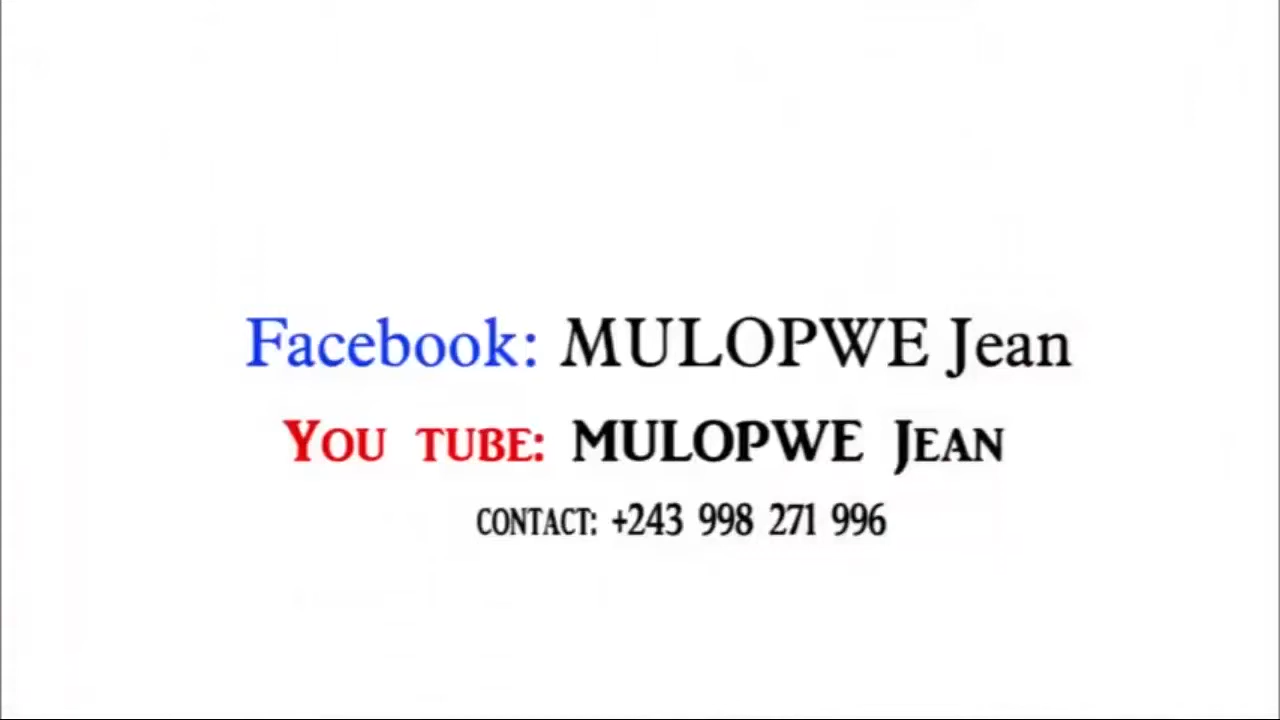 Facebook: MULOPWE Jean
YOU TUBE: MULOPWE JEAN
CONTACT: +243 998 271 996